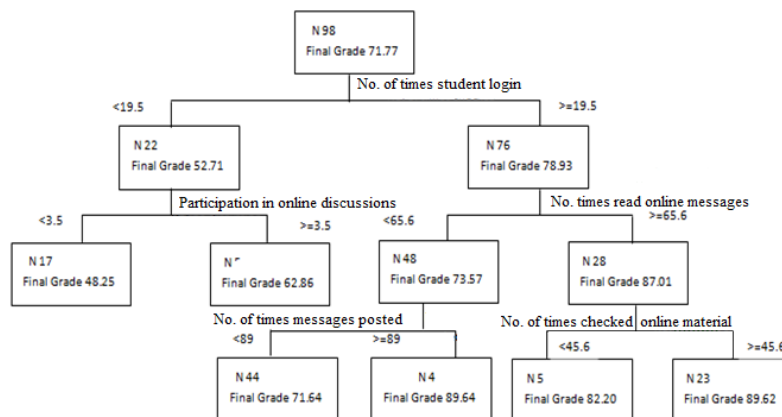 N 98
Final Grade 71.77
No. of times student login
<19.5
>=19.5
N 22
Final Grade 52.71
N 76
Final Grade 78.93
Participation in online discussions
No. times read online messages
<3.5
>=3.5
<65.6
>=65.6
N 17
Final Grade 48.25
N
Final Grade 62.86
N 48
Final Grade 73.57
N 28
Final Grade 87.01
No. of times messages posted
No. of times checked online material
<89
>=89
<45.6
>=45.6
N 44
Final Grade 71.64
N 4
Final Grade 89.64
N 5
Final Grade 82.20
N 23
Final Grade 89.62